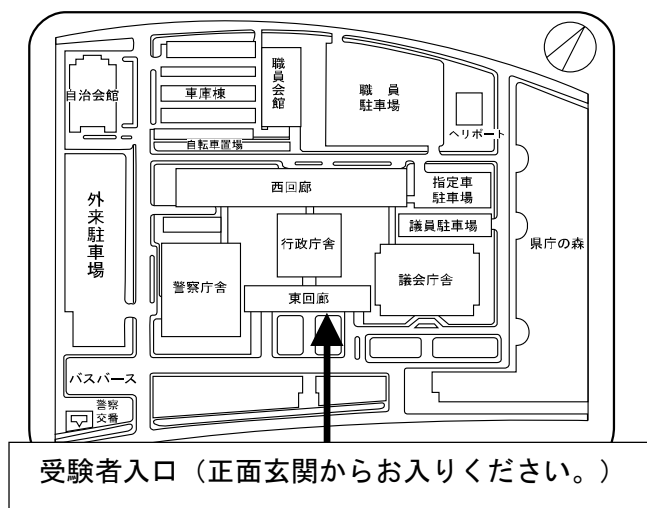 自治会館
車庫棟
職員会館
職員
駐車場
ヘリポート
自転車置場
西回廊
指定車
駐車場
外来駐車場
行政庁舎
議員駐車場
県庁の森
警察庁舎
議会庁舎
東回廊
バスバース
警察
交番
受験者入口（正面玄関からお入りください。）